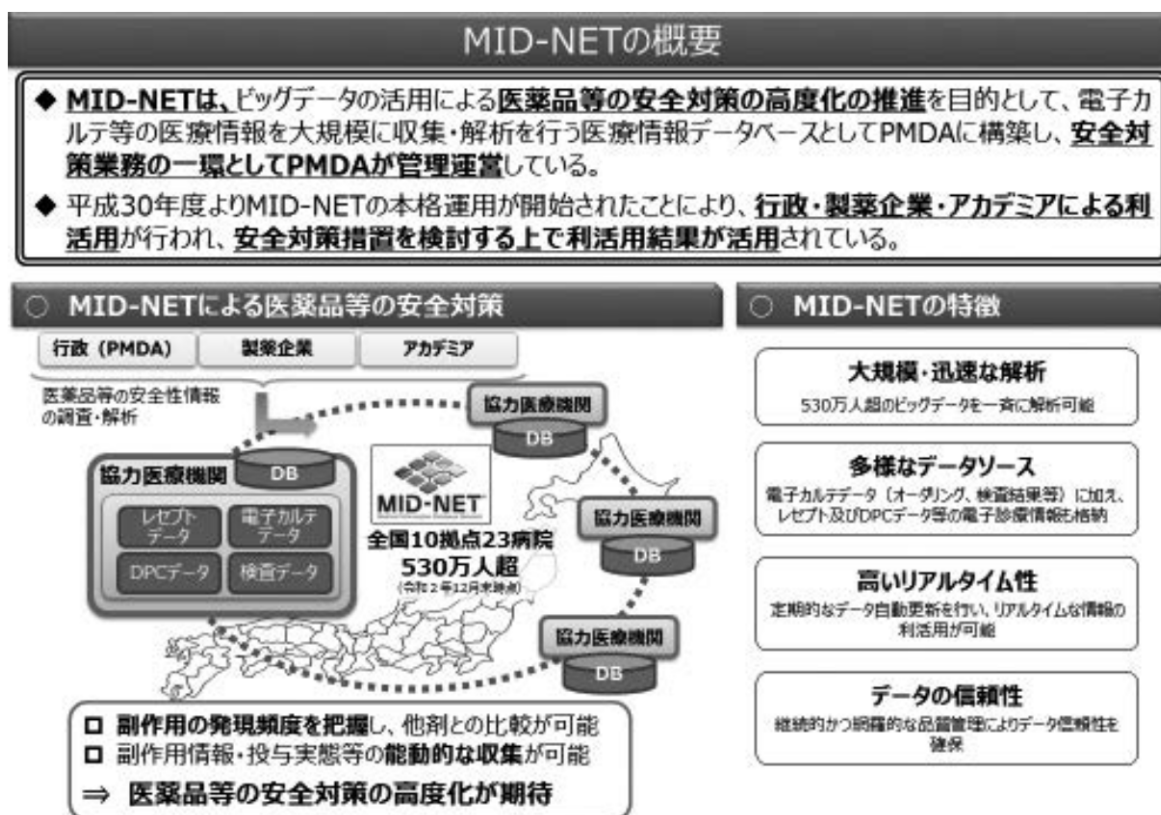 MID-NETの概要
◆ MID-NETは、ビッグデータの活用による医薬品等の安全対策の高度化の推進を目的として、電子カ
ルテ等の医療情報を大規模に収集・解析を行う医療情報データベースとしてPMDAに構築し、安全対
策業務の一環としてPMDAが管理運営している。
◆ 平成30年度よりMID-NETの本格運用が開始されたことにより、行政・製薬企業・アカデミアによる利
活用が行われ、安全対策措置を検討する上で利活用結果が活用されている。
○ MID-NETによる医薬品等の安全対策
行政（PMDA）
製薬企業
アカデミア
医薬品等の安全性情報
の調査・解析
協力医療機関
DB
協力医療機関
DB
レセプト
データ
電子カルテ
データ
DPCデータ
検査データ
MID-NET
全国10拠点23病院
530万人超
（令和２年12月末時点）
協力医療機関
DB
協力医療機関
DB
□ 副作用の発現頻度を把握し、他剤との比較が可能
□ 副作用情報・投与実態等の能動的な収集が可能
⇒ 医薬品等の安全対策の高度化が期待
○ MID-NETの特徴
大規模・迅速な解析
530万人超のビッグデータを一斉に解析可能
多様なデータソース
電子カルテデータ（オーダリング、検査結果等）に加え、
レセプト及びDPCデータ等の電子診療情報も格納
高いリアルタイム性
定期的なデータ自動更新を行い、リアルタイムな情報の
利活用が可能
データの信頼性
継続的かつ網羅的な品質管理によりデータ信頼性を
確保